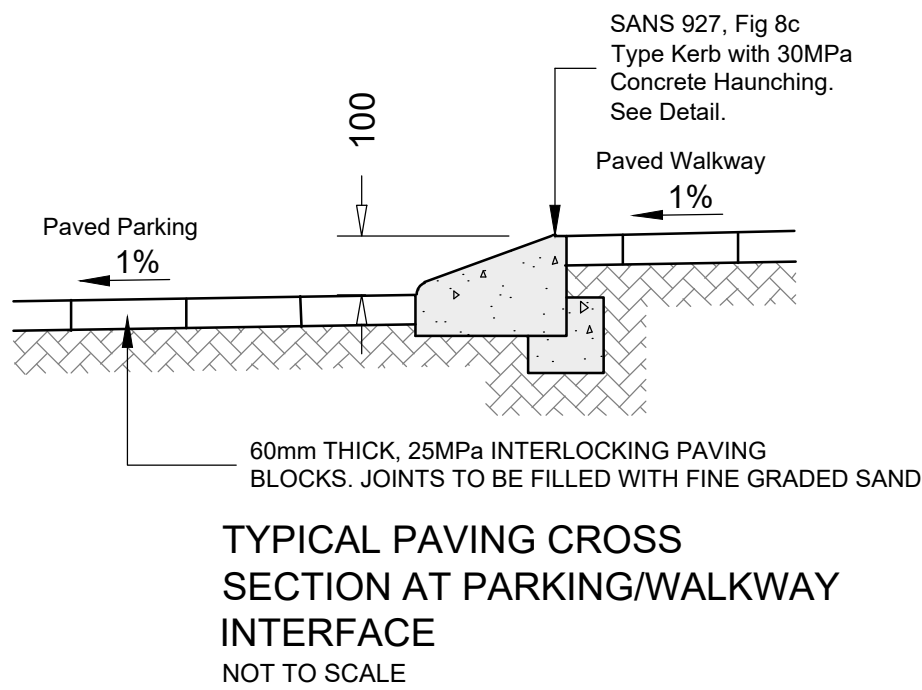 SANS 927, Fig 8c
Type Kerb with 30MPa
Concrete Haunching.
See Detail.
100
Paved Walkway
1%
Paved Parking
1%
60mm THICK, 25MPa INTERLOCKING PAVING
BLOCKS. JOINTS TO BE FILLED WITH FINE GRADED SAND
TYPICAL PAVING CROSS
SECTION AT PARKING/WALKWAY
INTERFACE
NOT TO SCALE